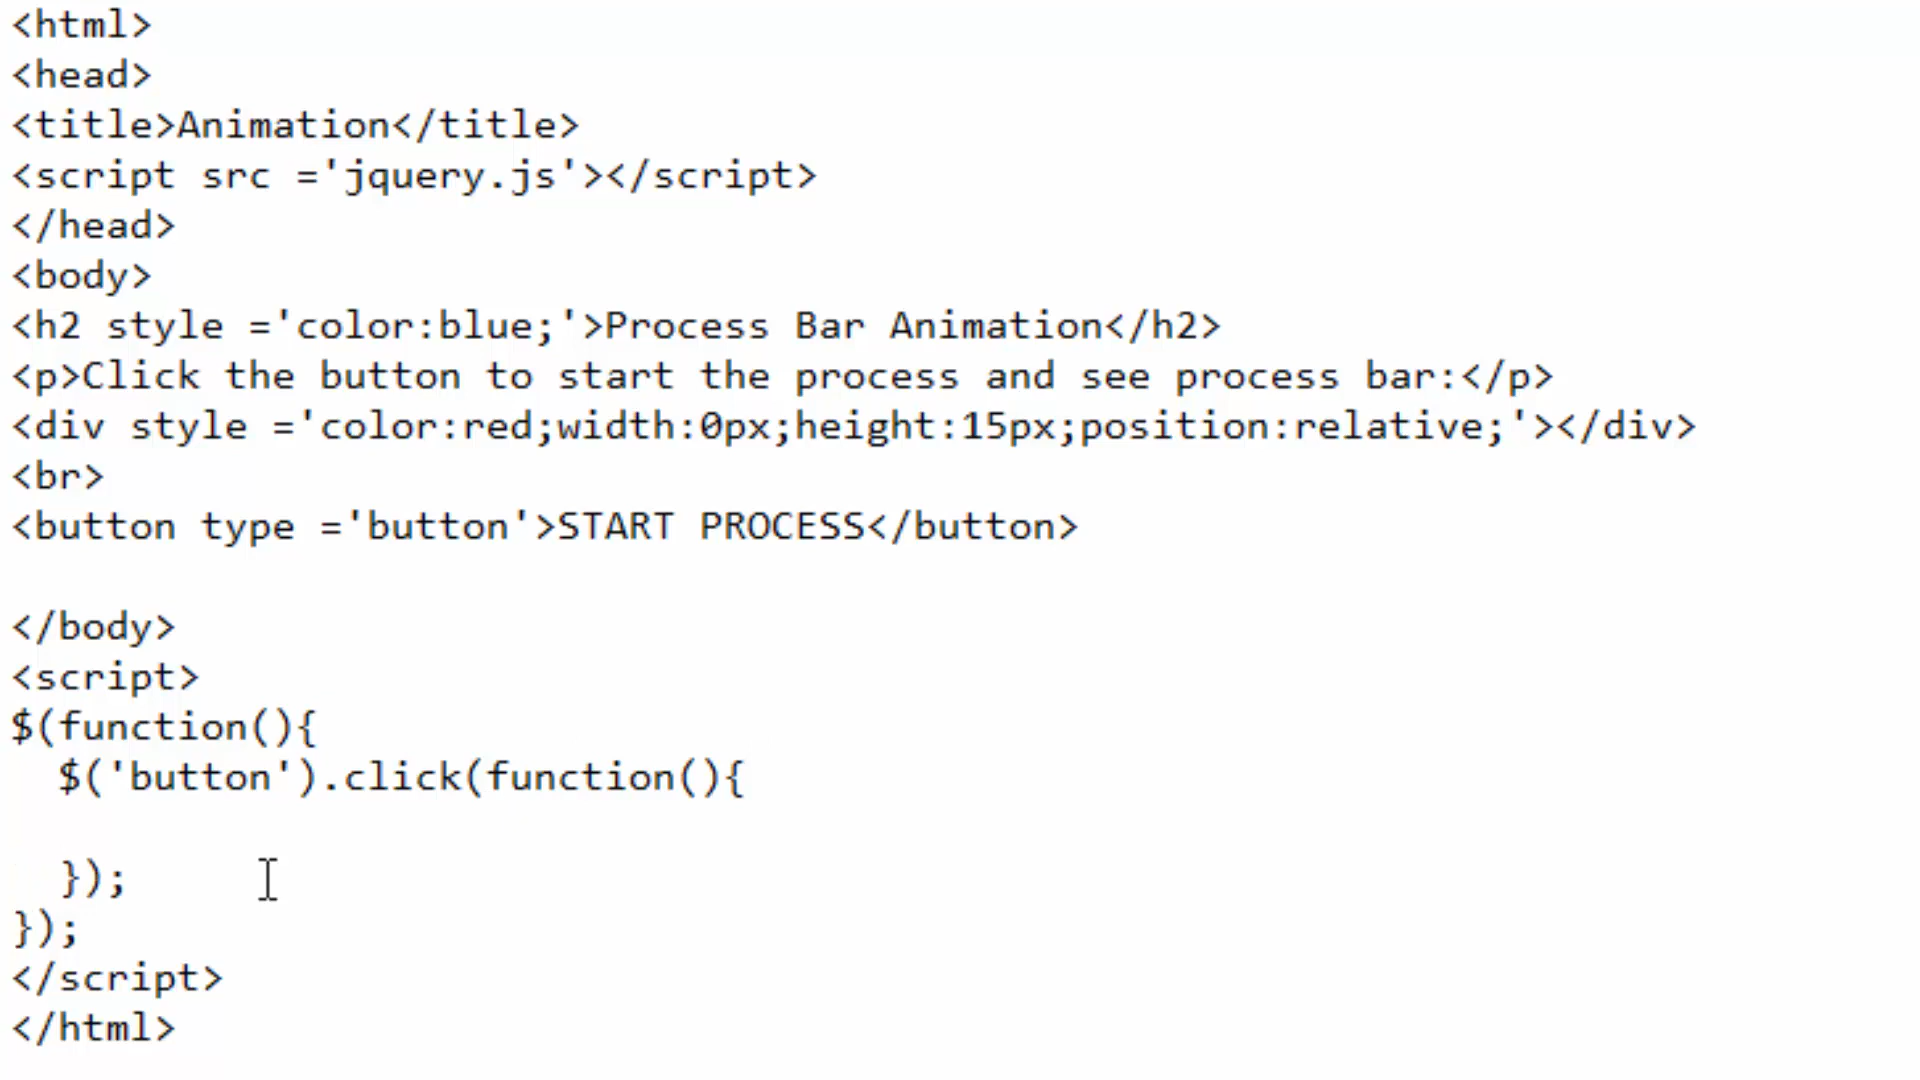 <html>
<head>
<title>Animation</title>
<script src ='jquery.js'></script>
</head>
<body>
<h2 style ='color:blue;'>Process Bar Animation</h2>
<p>Click the button to start the process and see process bar:</p>
<div style ='color:red;width:0px;height:15px;position:relative;'></div>
<br>
<button type ='button'>START PROCESS</button>
</body>
<script>
$(function(){
  $('button').click(function(){
  });
});
</script>
</html>